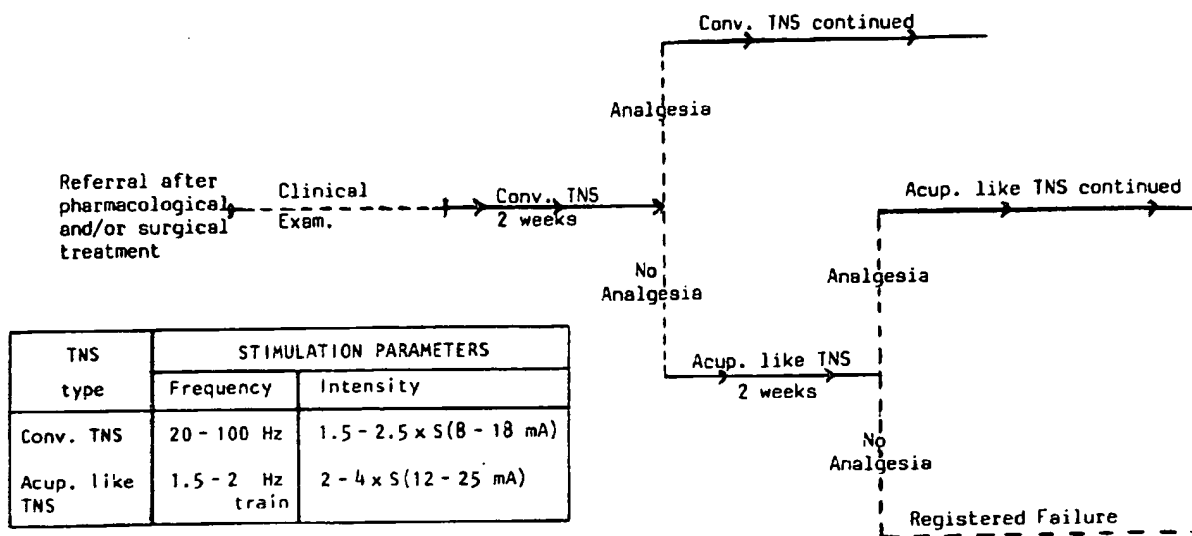 Conv. TNS continued
Analgesia
Referral after
pharmacological
and/or surgical
treatment
Clinical
Exam.
Conv. TNS
2 weeks
Acup. like TNS continued
No
Analgesia
Analgesia
Acup. like TNS
2 weeks
No
Analgesia
Registered Failure
TNS
type
STIMULATION PARAMETERS
Frequency
Intensity
Conv. TNS
20 - 100 Hz
1.5 - 2.5 x S(8 - 18 mA)
Acup. like
TNS
1.5 - 2 Hz
train
2 - 4 x S(12 - 25 mA)